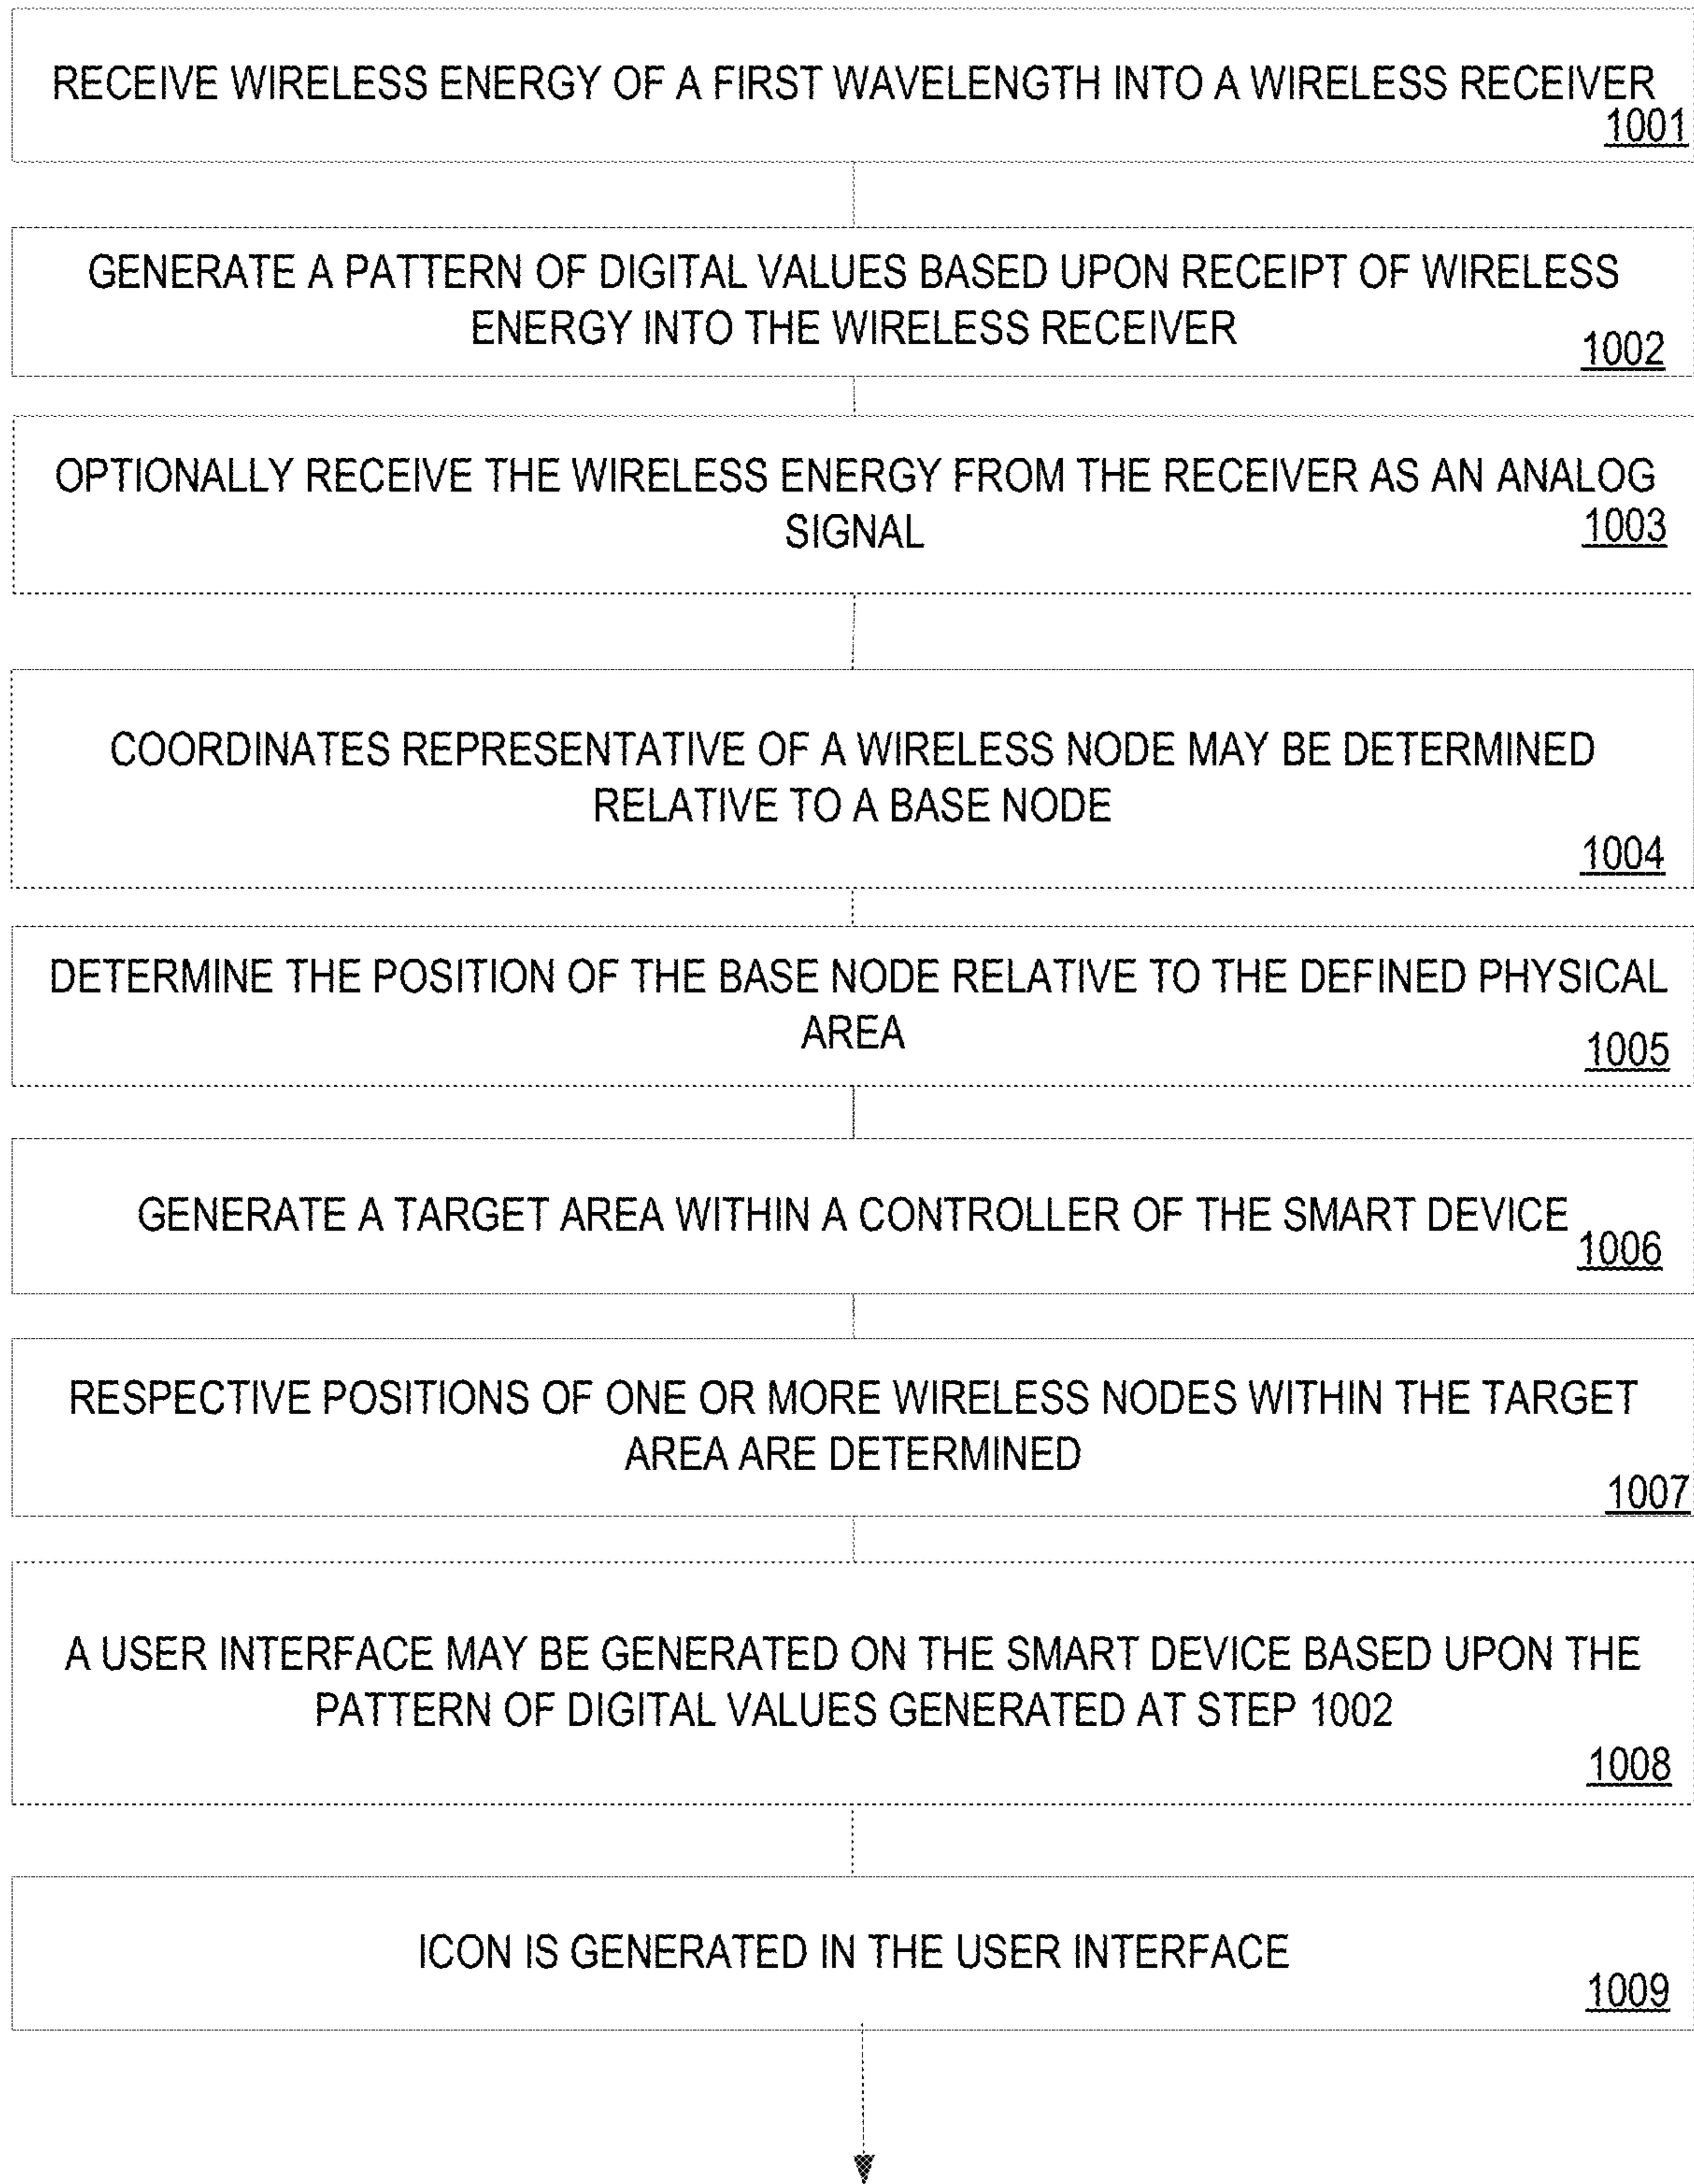 RECEIVE WIRELESS ENERGY OF A FIRST WAVELENGTH INTO A WIRELESS RECEIVER
1001
GENERATE A PATTERN OF DIGITAL VALUES BASED UPON RECEIPT OF WIRELESS
ENERGY INTO THE WIRELESS RECEIVER
1002
OPTIONALLY RECEIVE THE WIRELESS ENERGY FROM THE RECEIVER AS AN ANALOG
SIGNAL
1003
COORDINATES REPRESENTATIVE OF A WIRELESS NODE MAY BE DETERMINED
RELATIVE TO A BASE NODE
1004
DETERMINE THE POSITION OF THE BASE NODE RELATIVE TO THE DEFINED PHYSICAL
AREA
1005
GENERATE A TARGET AREA WITHIN A CONTROLLER OF THE SMART DEVICE
1006
RESPECTIVE POSITIONS OF ONE OR MORE WIRELESS NODES WITHIN THE TARGET
AREA ARE DETERMINED
1007
A USER INTERFACE MAY BE GENERATED ON THE SMART DEVICE BASED UPON THE
PATTERN OF DIGITAL VALUES GENERATED AT STEP 1002
1008
ICON IS GENERATED IN THE USER INTERFACE
1009